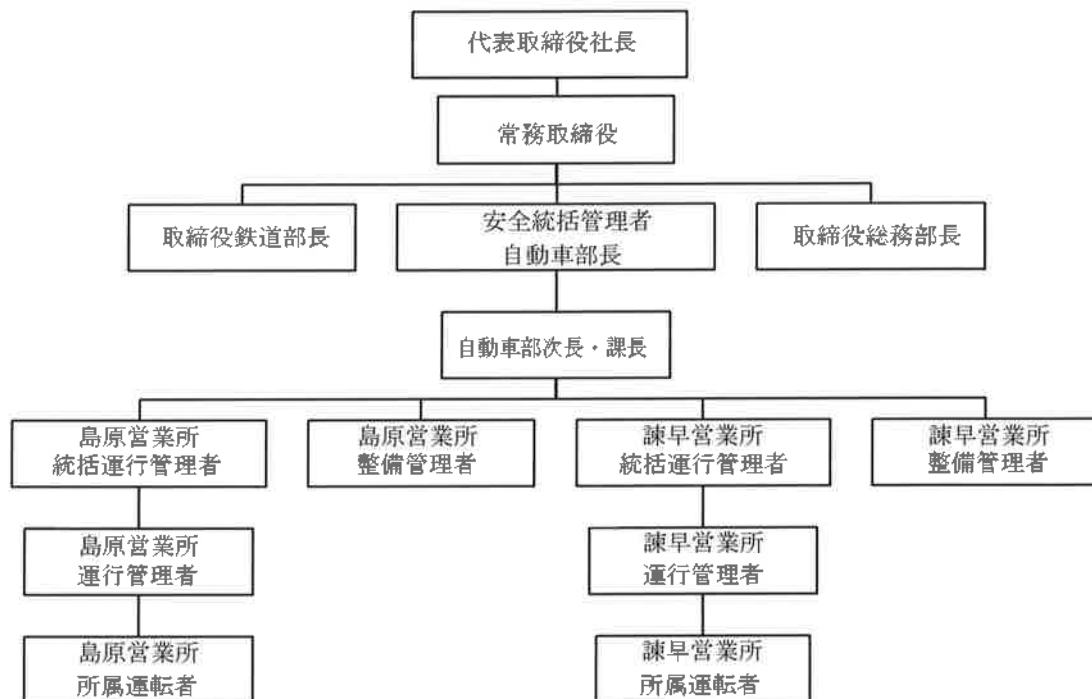 代表取締役社長
常務取締役
取締役鉄道部長
安全統括管理者
自動車部長
取締役総務部長
自動車部次長・課長
島原営業所
統括運行管理者
島原営業所
整備管理者
諫早営業所
統括運行管理者
諫早営業所
整備管理者
島原営業所
運行管理者
諫早営業所
運行管理者
島原営業所
所属運転者
諫早営業所
所属運転者